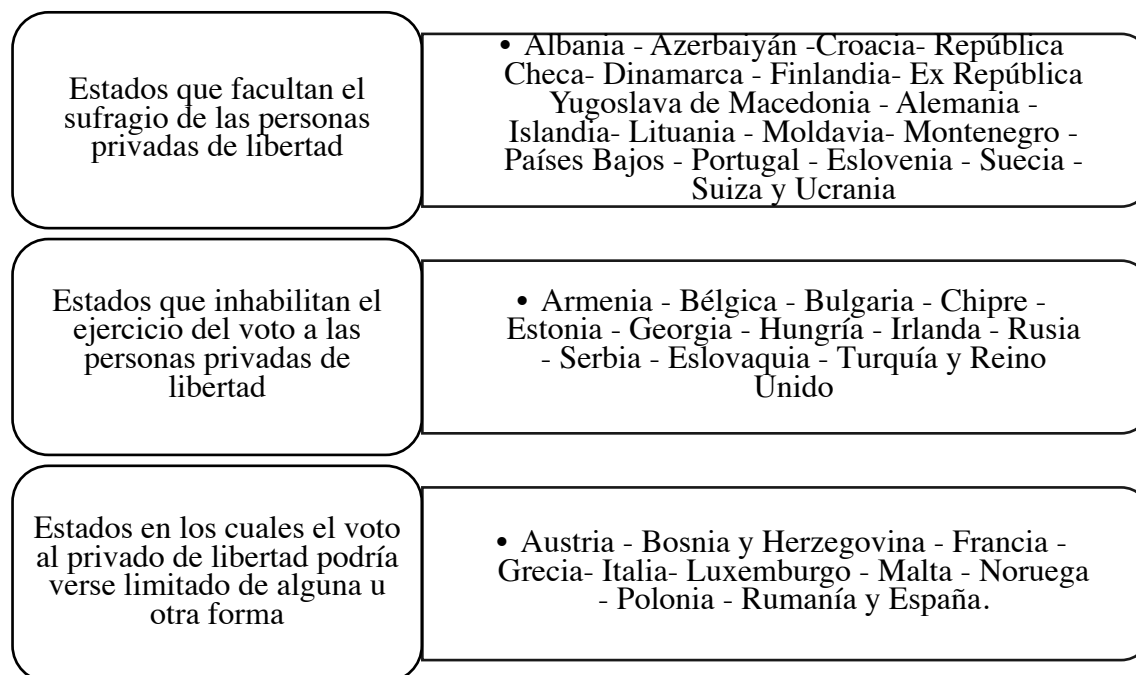 Estados que facultan el
sufragio de las personas
privadas de libertad
• Albania - Azerbaiyán -Croacia- República
Checa- Dinamarca - Finlandia- Ex República
Yugoslava de Macedonia - Alemania -
Islandia- Lituania - Moldavia- Montenegro -
Países Bajos - Portugal - Eslovenia - Suecia -
Suiza y Ucrania
Estados que inhabilitan el
ejercicio del voto a las
personas privadas de
libertad
• Armenia - Bélgica - Bulgaria - Chipre -
Estonia - Georgia - Hungría - Irlanda - Rusia
- Serbia - Eslovaquia - Turquía y Reino
Unido
Estados en los cuales el voto
al privado de libertad podría
verse limitado de alguna u
otra forma
• Austria - Bosnia y Herzegovina - Francia -
Grecia- Italia- Luxemburgo - Malta - Noruega
- Polonia - Rumanía y España.